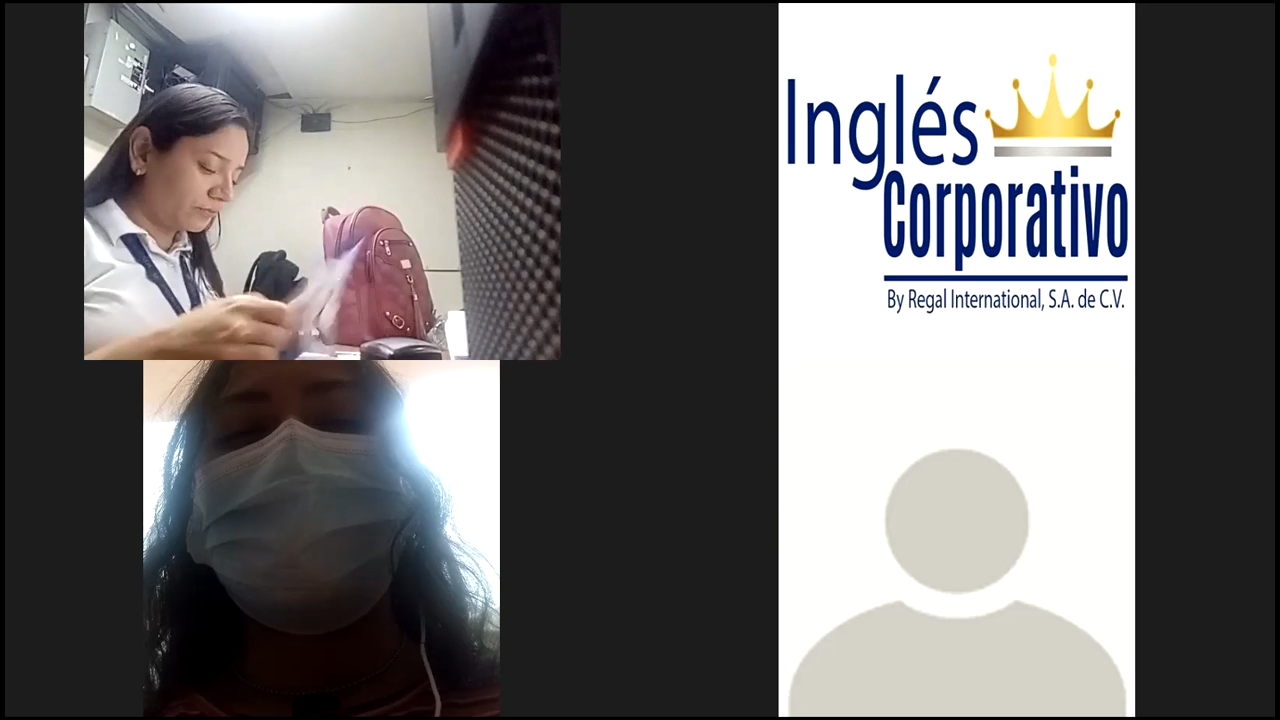 Inglés
Corporativo
By Regal International, S.A. de C.V.